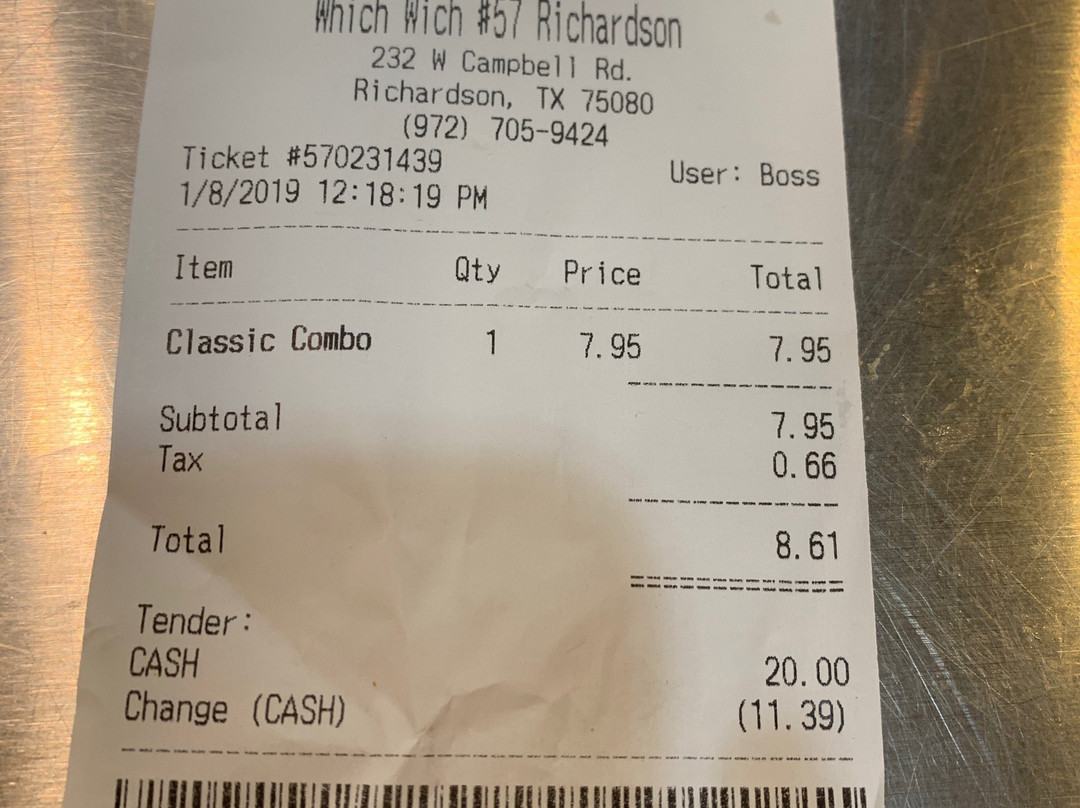 Which Wich #57 Richardson
232 W Campbell Rd.
Richardson, TX 75080
(972) 705-9424
Ticket #570231439
User: Boss
1/8/2019 12:18:19 PM
Item Qty Price Total
Classic Combo 1 7.95 7.95
Subtotal 7.95
Tax 0.66
Total 8.61
Tender:
CASH 20.00
Change (CASH) (11.39)